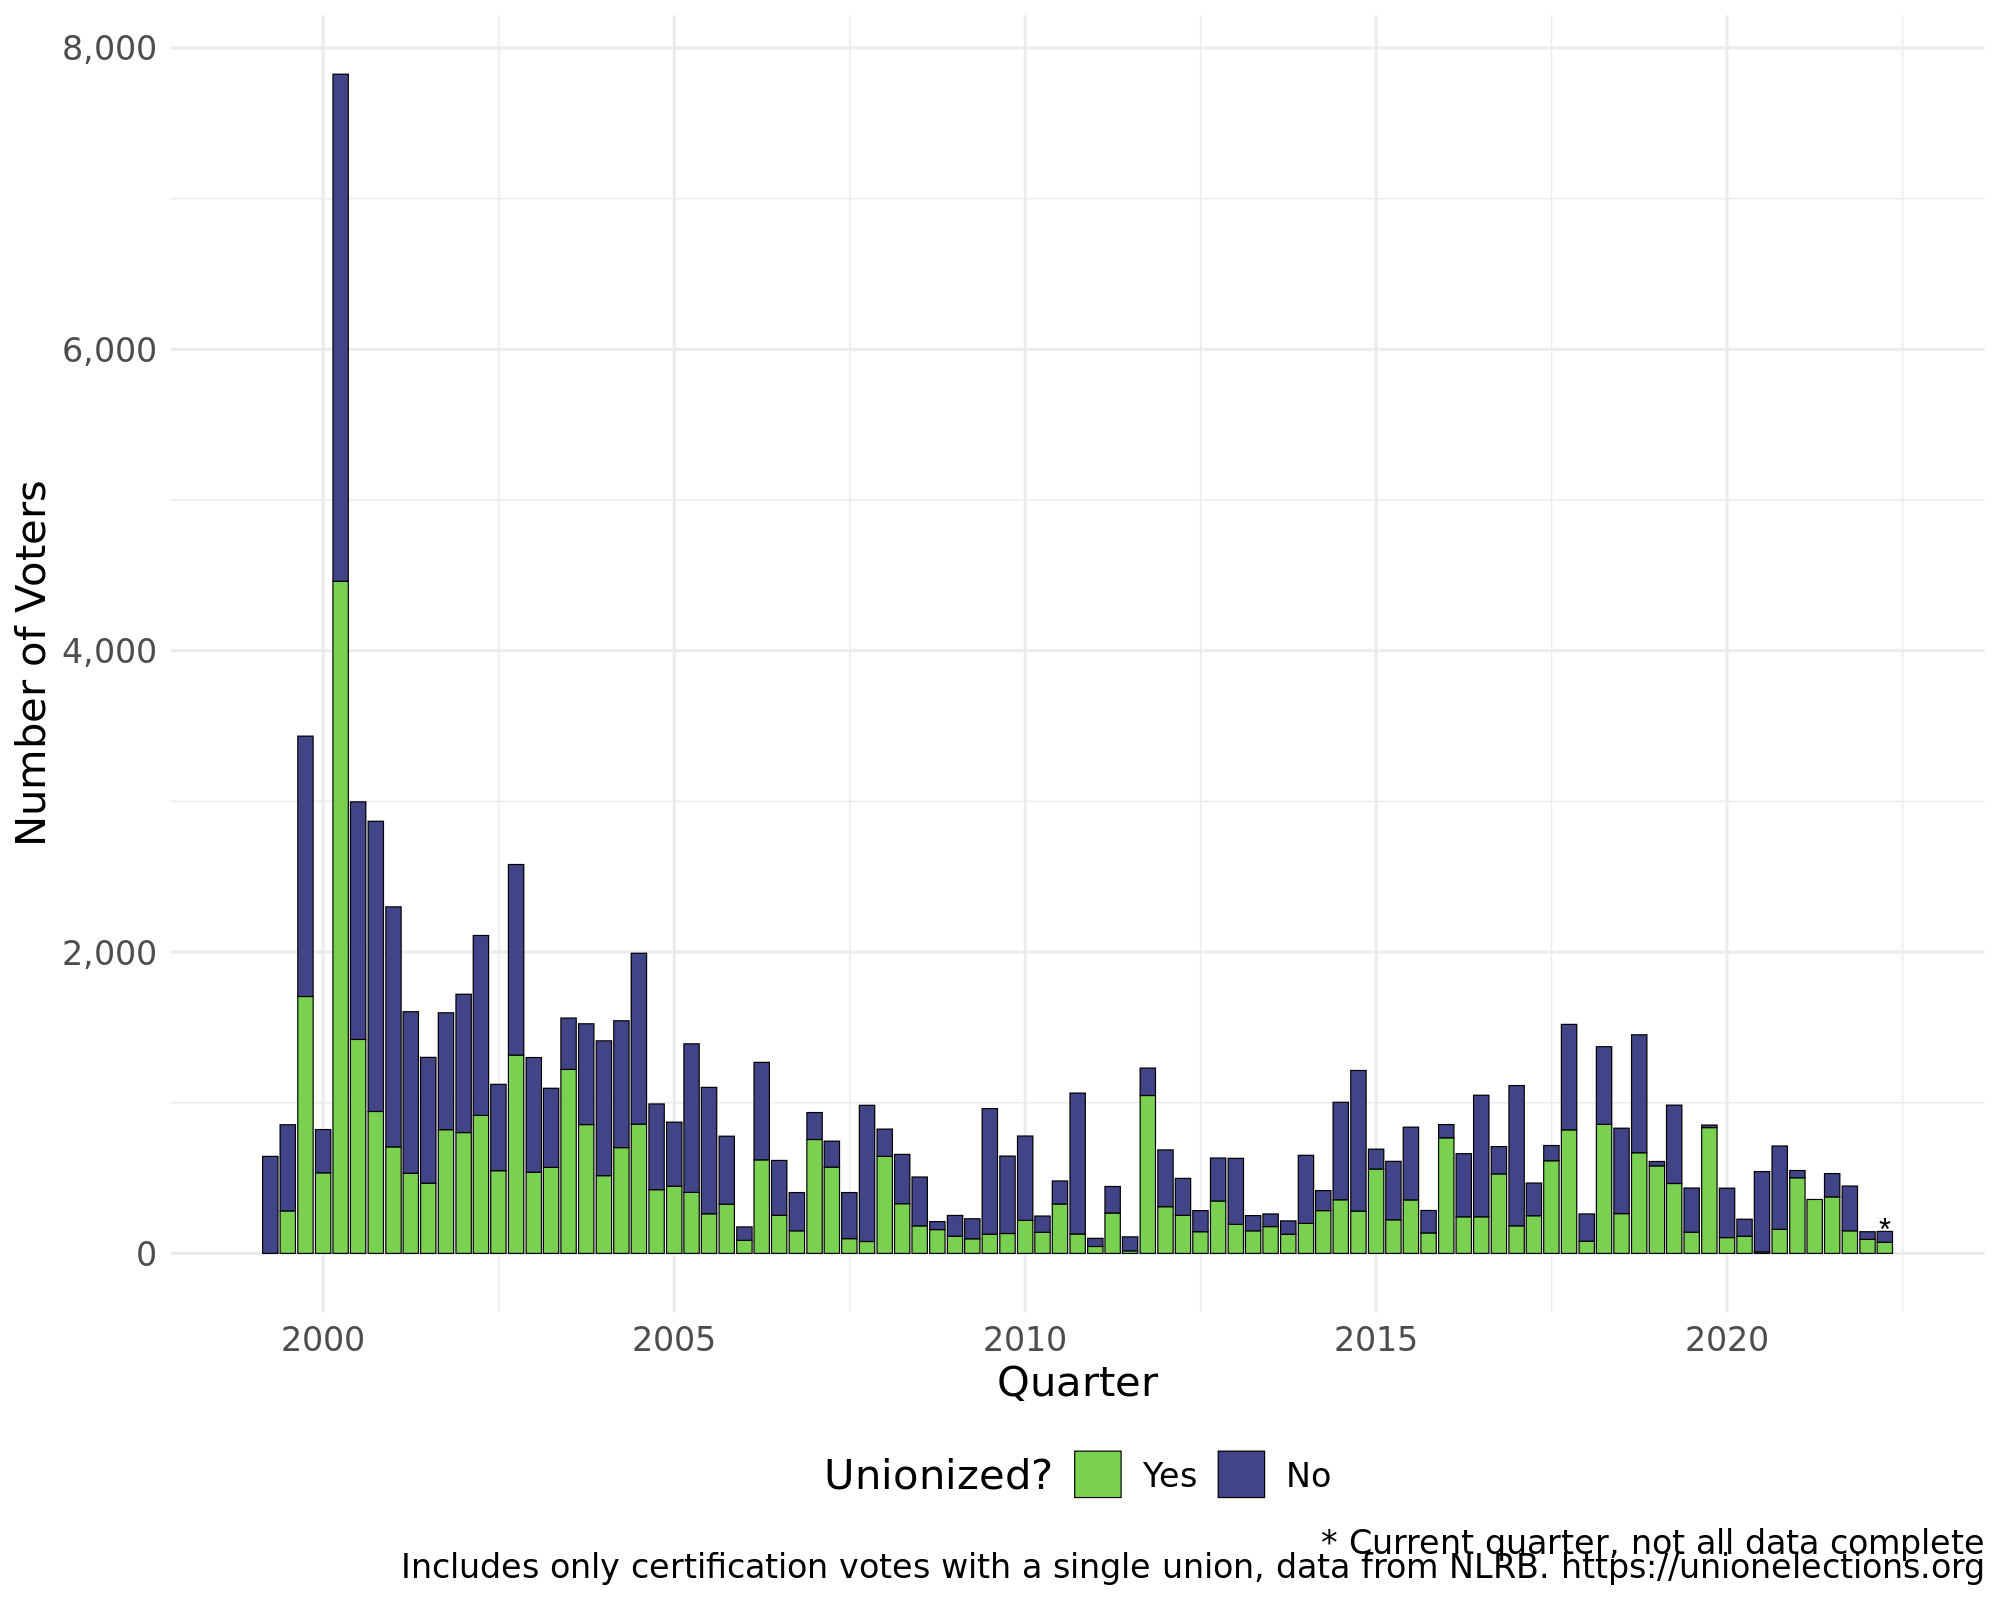 8,000
6,000
4,000
2,000
0
Number of Voters
*
2000 2005 2010 2015 2020
Quarter
Unionized? Yes No
* Current quarter, not all data complete
Includes only certification votes with a single union, data from NLRB. https://unionelections.org